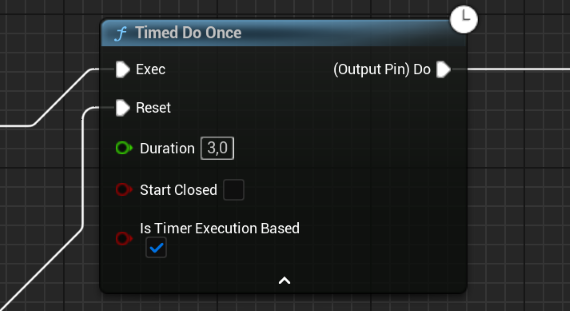 Timed Do Once
Exec
(Output Pin) Do
Reset
Duration 3,0
Start Closed
Is Timer Execution Based